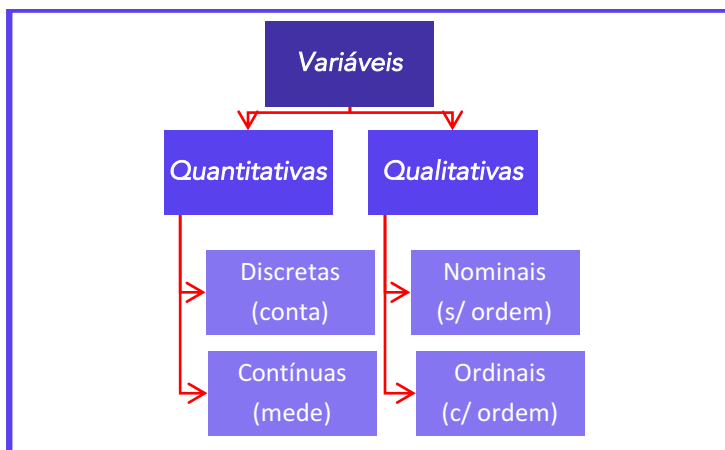 Variáveis
Quantitativas
Qualitativas
Discretas
(conta)
Nominais
(s/ ordem)
Contínuas
(mede)
Ordinais
(c/ ordem)